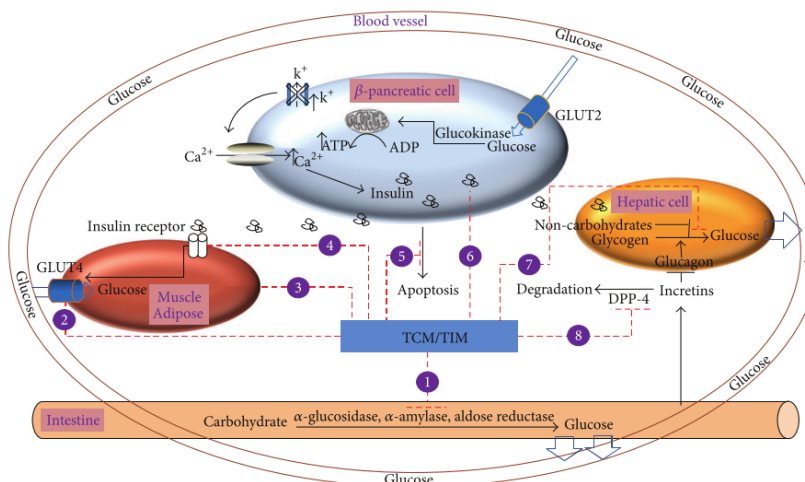 Blood vessel
Glucose
Glucose
Glucose
k⁺
k⁺
β-pancreatic cell
GLUT2
Glucokinase
Glucose
Ca²⁺
Ca²⁺
ATP
ADP
Insulin
Insulin receptor
Hepatic cell
Non-carbohydrates
Glycogen
Glucose
Glucagon
4
5
6
7
GLUT4
Glucose
Muscle
Adipose
3
Apoptosis
Degradation
Incretins
DPP-4
Glucose
2
TCM/TIM
8
1
Glucose
Intestine
Carbohydrate
α-glucosidase, α-amylase, aldose reductase
Glucose
Glucose